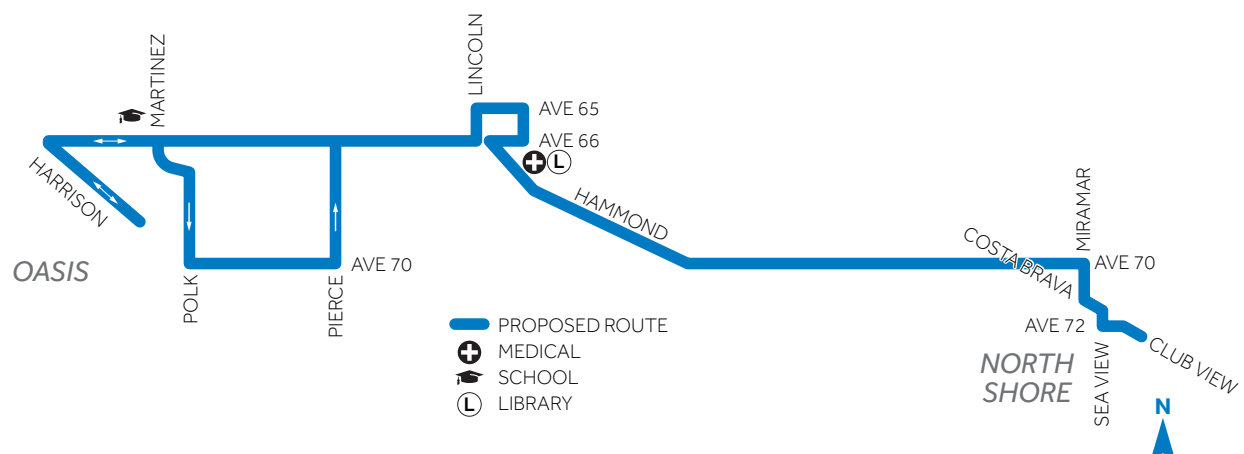 LINCOLN
MARTINEZ
AVE 65
AVE 66
L
HARRISON
HAMMOND
MIRAMAR
COSTA BRAVA
OASIS
AVE 70
AVE 70
POLK
PIERCE
PROPOSED ROUTE
MEDICAL
SCHOOL
L LIBRARY
AVE 72
NORTH
SHORE
SEA VIEW
CLUB VIEW
N